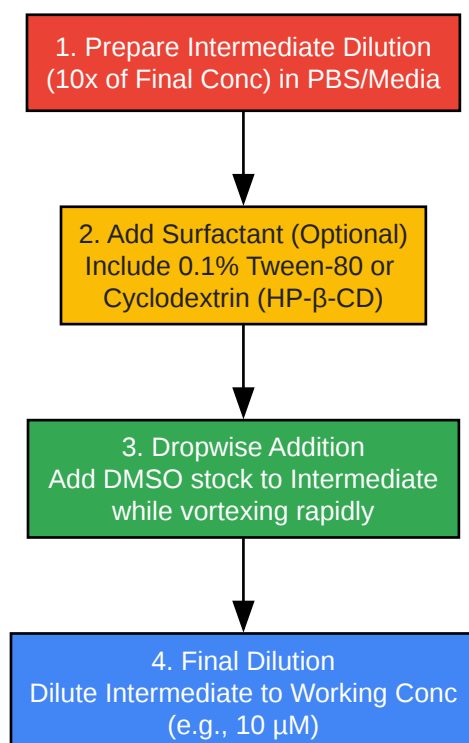 1. Prepare Intermediate Dilution
(10x of Final Conc) in PBS/Media
2. Add Surfactant (Optional)
Include 0.1% Tween-80 or
Cyclodextrin (HP-β-CD)
3. Dropwise Addition
Add DMSO stock to Intermediate
while vortexing rapidly
4. Final Dilution
Dilute Intermediate to Working Conc
(e.g., 10 µM)